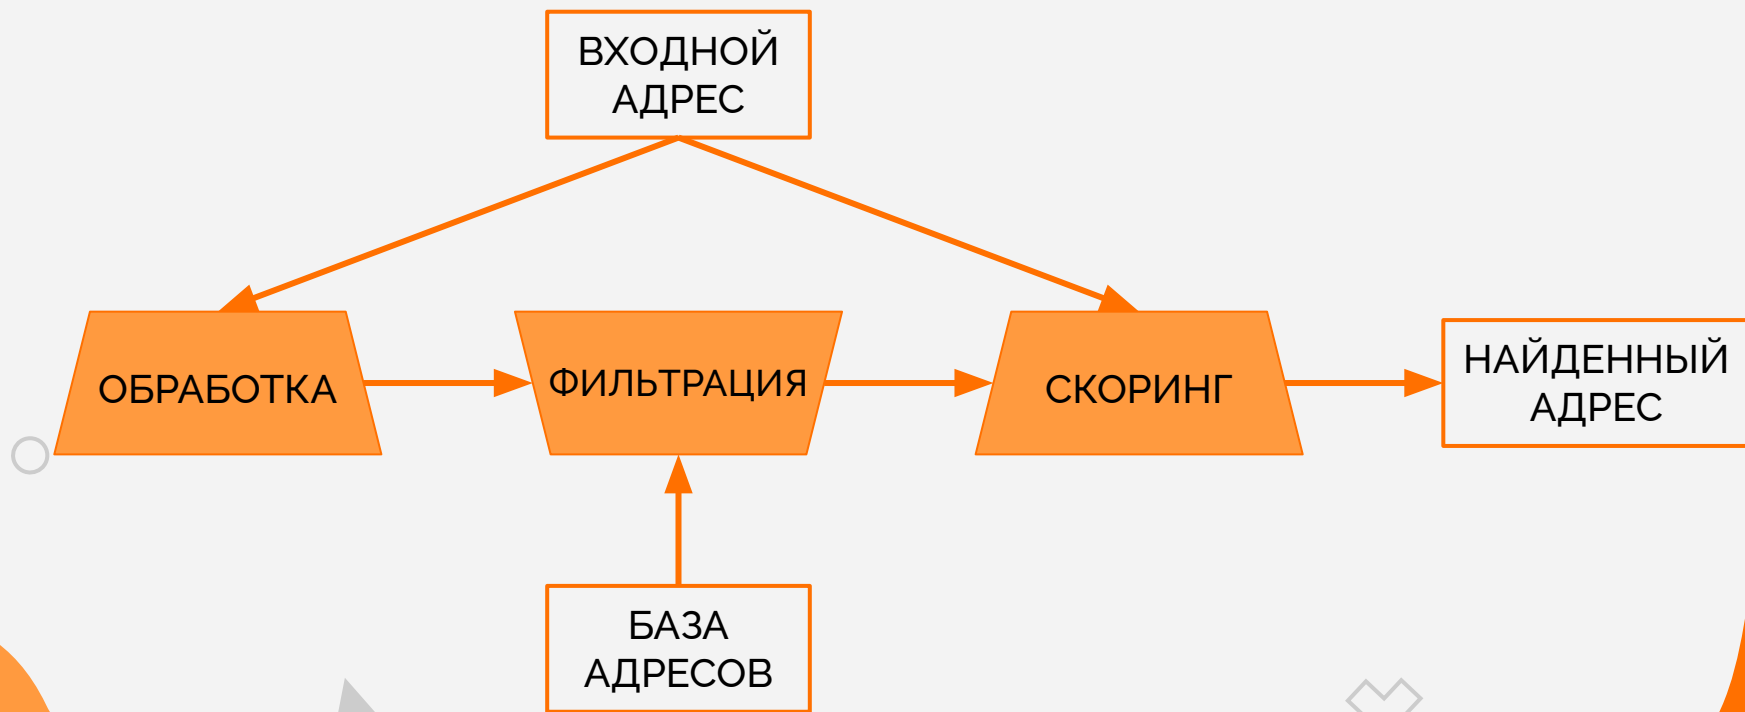 ВХОДНОЙ
АДРЕС
ОБРАБОТКА
ФИЛЬТРАЦИЯ
СКОРИНГ
НАЙДЕННЫЙ
АДРЕС
БАЗА
АДРЕСОВ